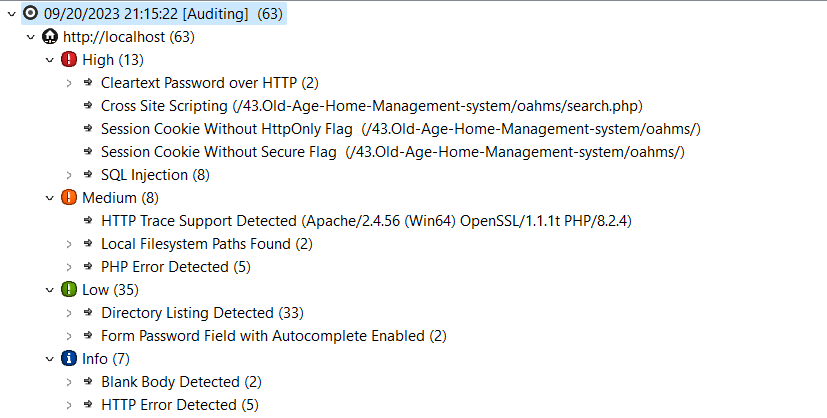 09/20/2023 21:15:22 [Auditing] (63)
http://localhost (63)
High (13)
Cleartext Password over HTTP (2)
Cross Site Scripting (/43.Old-Age-Home-Management-system/oahms/search.php)
Session Cookie Without HttpOnly Flag (/43.Old-Age-Home-Management-system/oahms/)
Session Cookie Without Secure Flag (/43.Old-Age-Home-Management-system/oahms/)
SQL Injection (8)
Medium (8)
HTTP Trace Support Detected (Apache/2.4.56 (Win64) OpenSSL/1.1.1t PHP/8.2.4)
Local Filesystem Paths Found (2)
PHP Error Detected (5)
Low (35)
Directory Listing Detected (33)
Form Password Field with Autocomplete Enabled (2)
Info (7)
Blank Body Detected (2)
HTTP Error Detected (5)